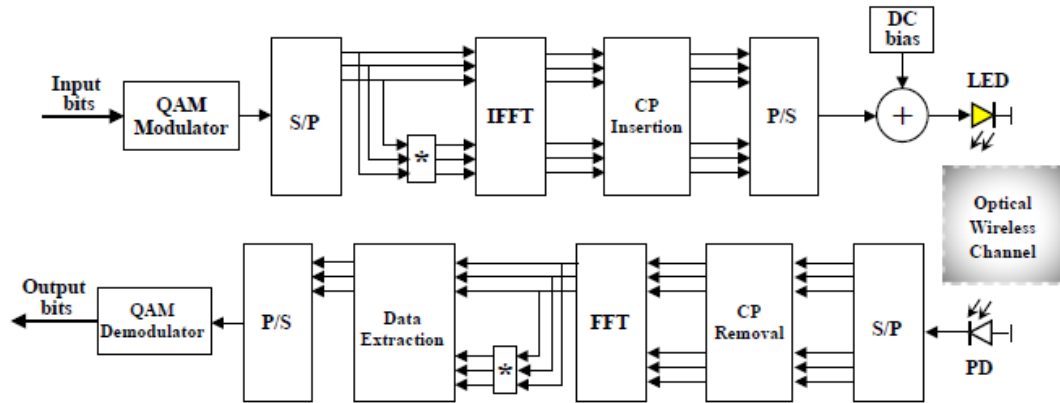 DC
bias
Input
bits
QAM
Modulator
S/P
*
IFFT
CP
Insertion
P/S
+
LED
Optical
Wireless
Channel
Output
bits
QAM
Demodulator
P/S
Data
Extraction
*
FFT
CP
Removal
S/P
PD